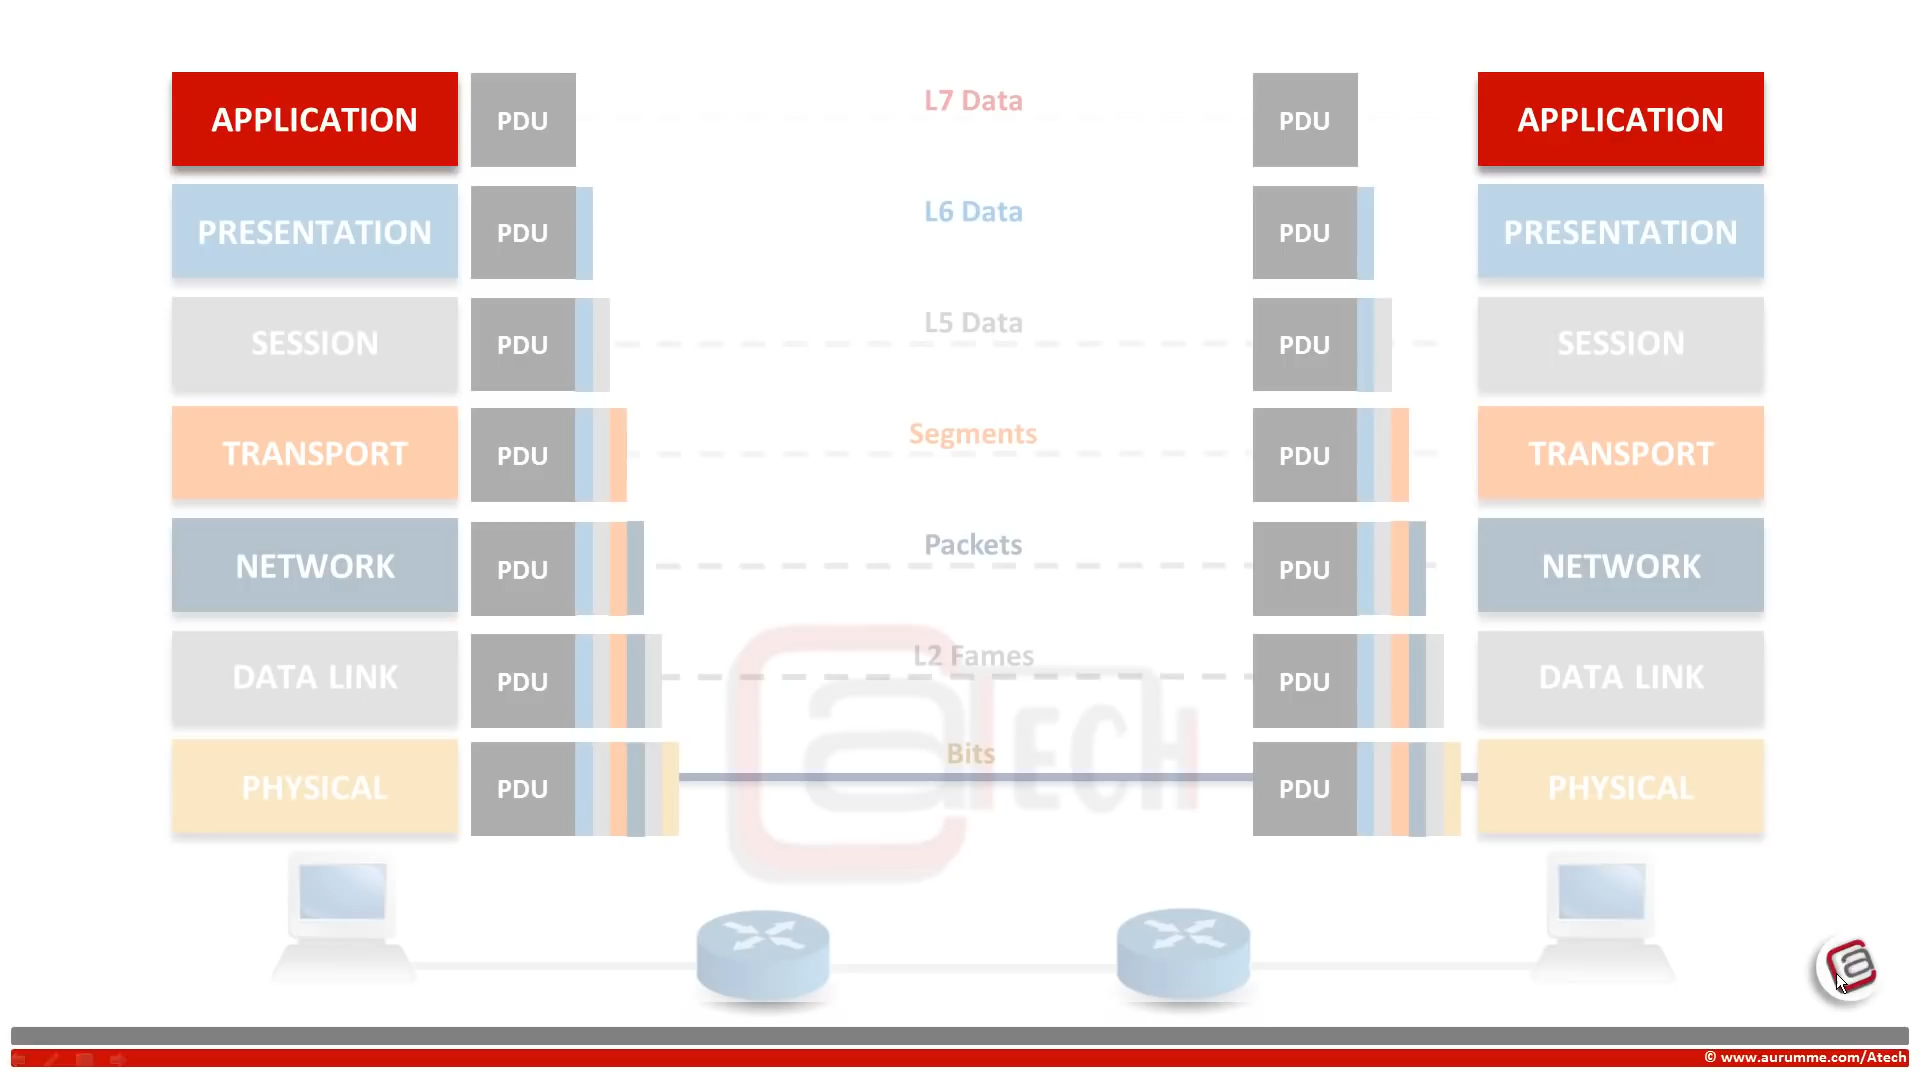 APPLICATION PDU L7 Data PDU APPLICATION
PRESENTATION PDU L6 Data PDU PRESENTATION
SESSION PDU L5 Data PDU SESSION
TRANSPORT PDU Segments PDU TRANSPORT
NETWORK PDU Packets PDU NETWORK
DATA LINK PDU L2 Fames PDU DATA LINK
PHYSICAL PDU Bits PDU PHYSICAL
aTECH
a
© www.aurumme.com/Atech